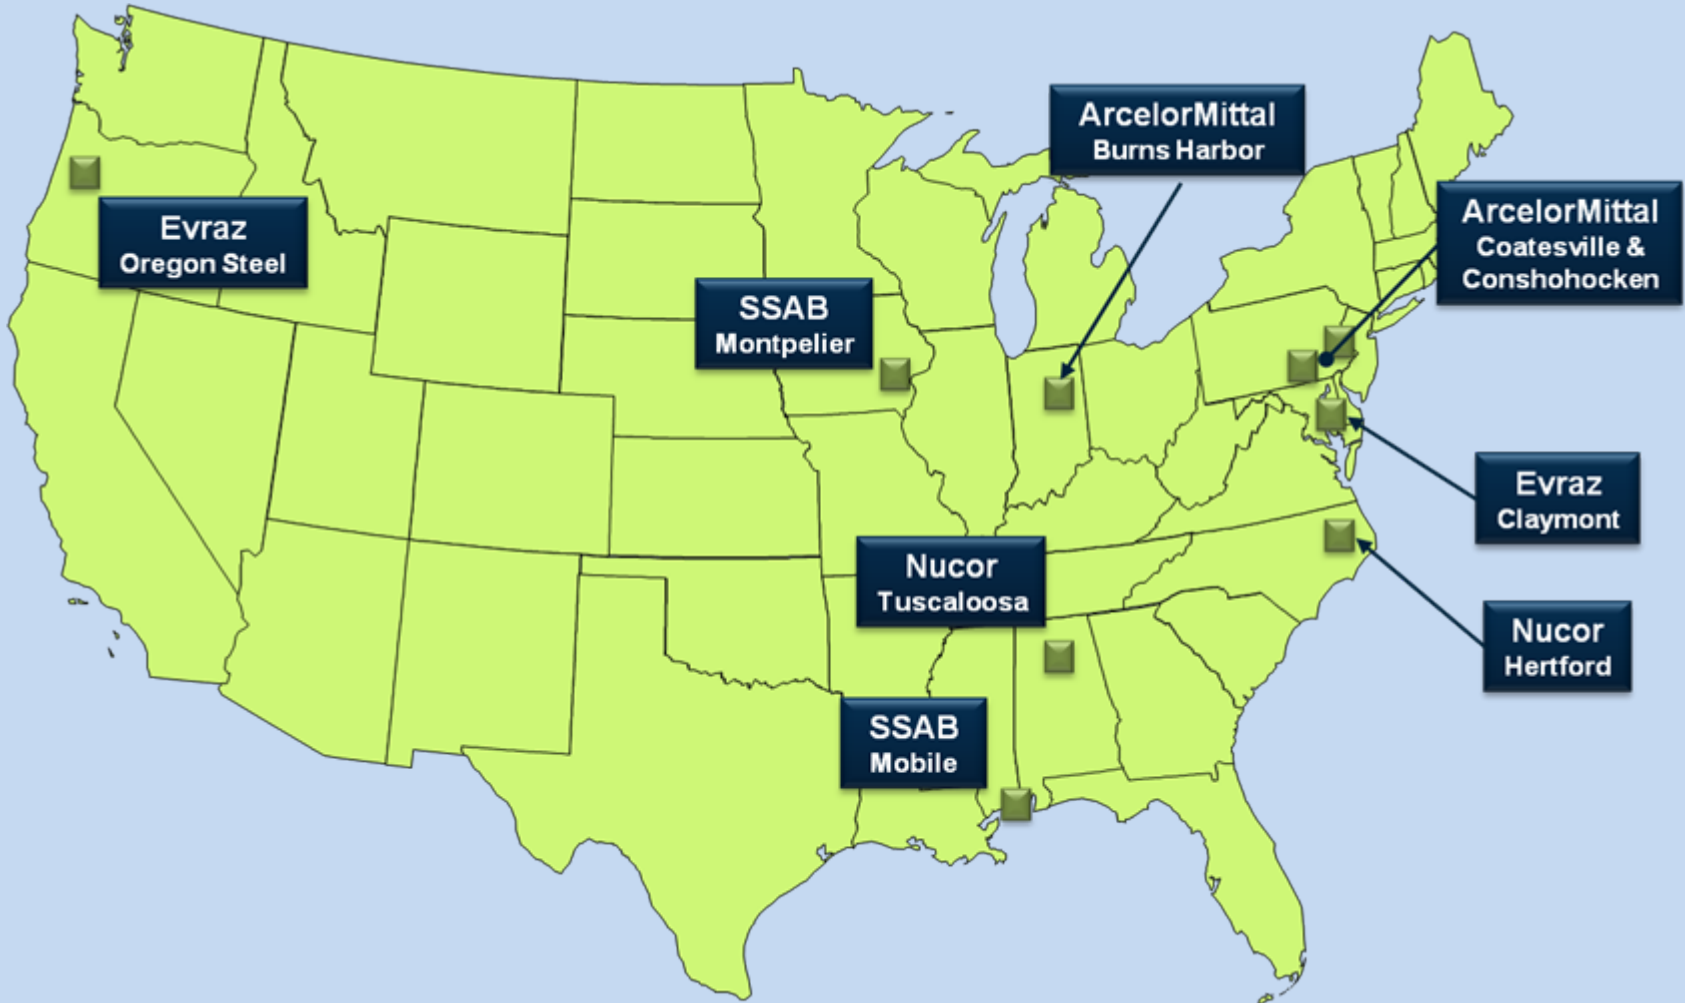 ArcelorMittal
Burns Harbor
ArcelorMittal
Coatesville &
Conshohocken
Evraz
Oregon Steel
SSAB
Montpelier
Evraz
Claymont
Nucor
Tuscaloosa
Nucor
Hertford
SSAB
Mobile